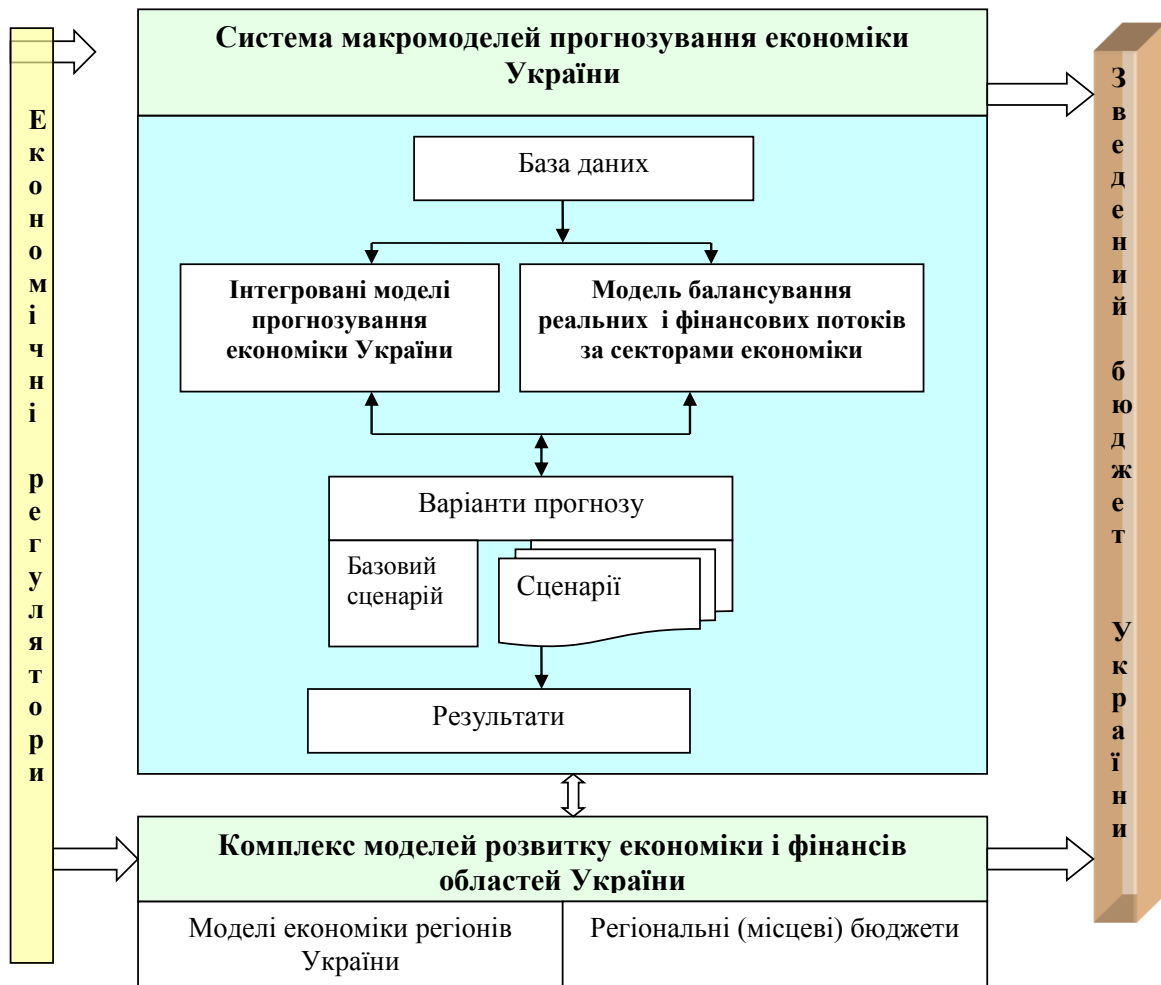 Економічні регулятори
Система макромоделей прогнозування економіки
України
База даних
Інтегровані моделі
прогнозування
економіки України
Модель балансування
реальних і фінансових потоків
за секторами економіки
Варіанти прогнозу
Базовий
сценарій
Сценарії
Результати
Комплекс моделей розвитку економіки і фінансів
областей України
Моделі економіки регіонів
України
Регіональні (місцеві) бюджети
Зведений бюджет України